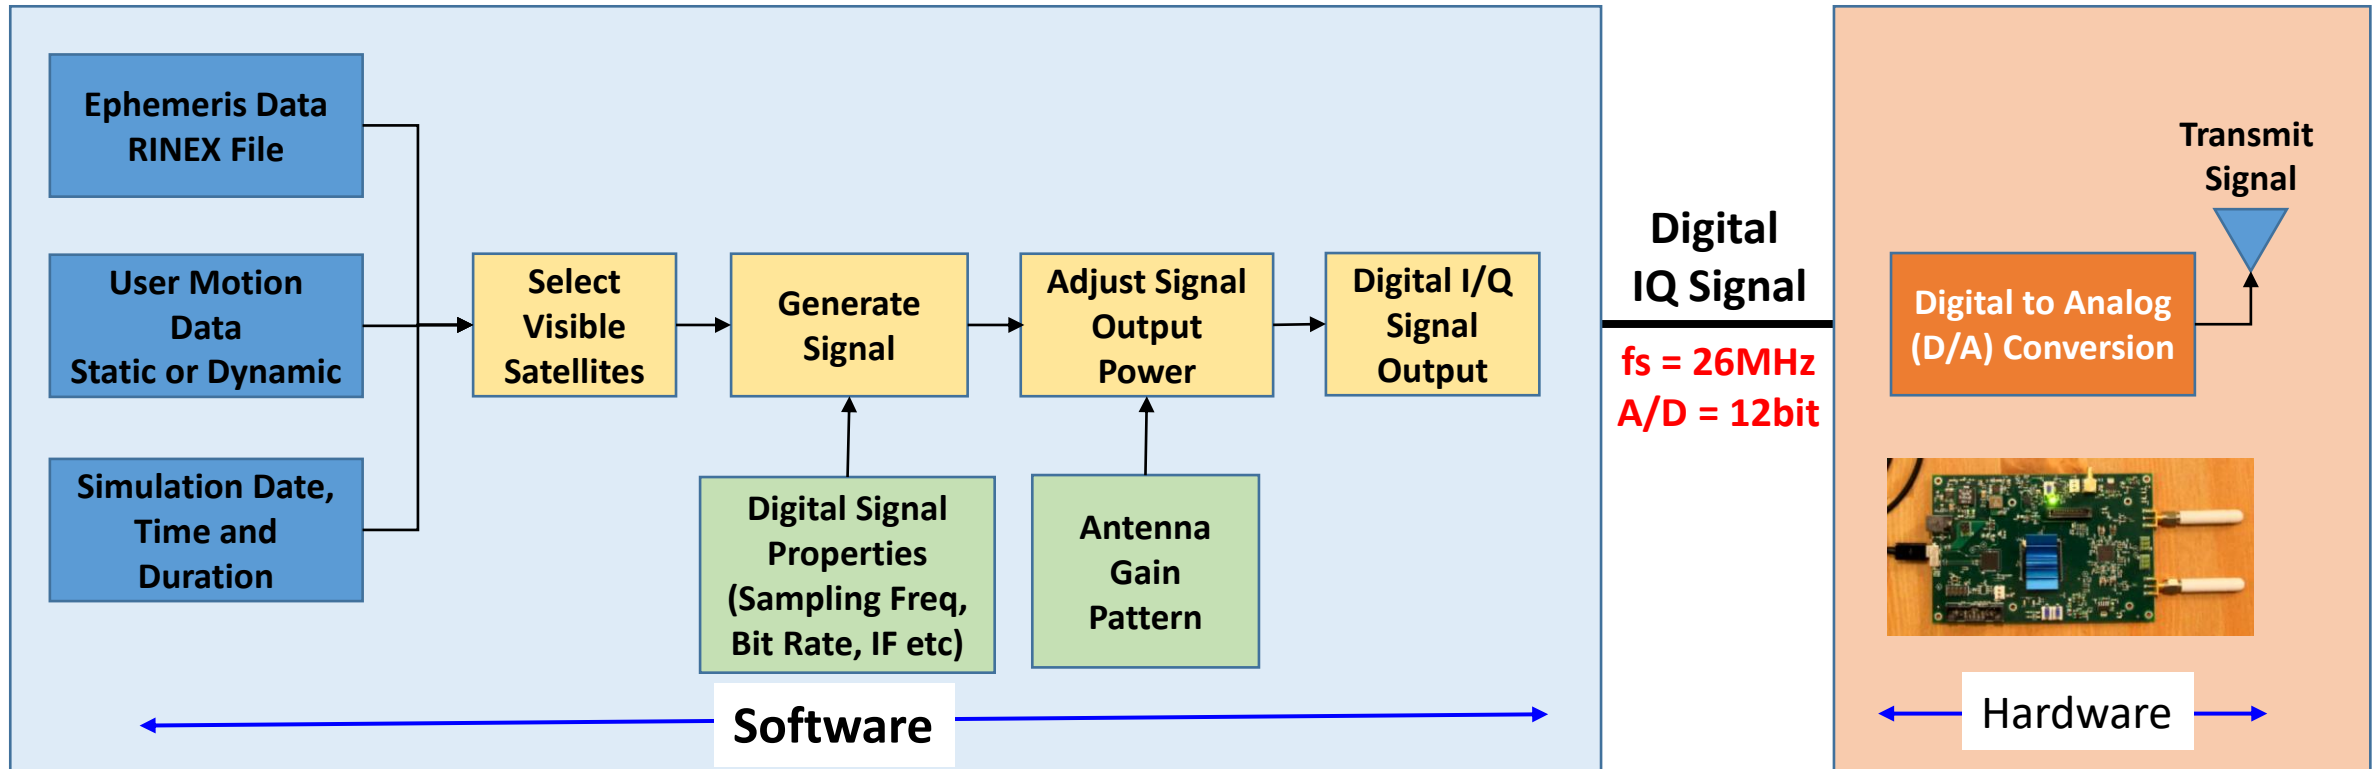 Ephemeris Data
RINEX File
User Motion
Data
Static or Dynamic
Simulation Date,
Time and
Duration
Select
Visible
Satellites
Generate
Signal
Adjust Signal
Output
Power
Digital I/Q
Signal
Output
Digital Signal
Properties
(Sampling Freq,
Bit Rate, IF etc)
Antenna
Gain
Pattern
Software
Digital
IQ Signal
fs = 26MHz
A/D = 12bit
Transmit
Signal
Digital to Analog
(D/A) Conversion
Hardware